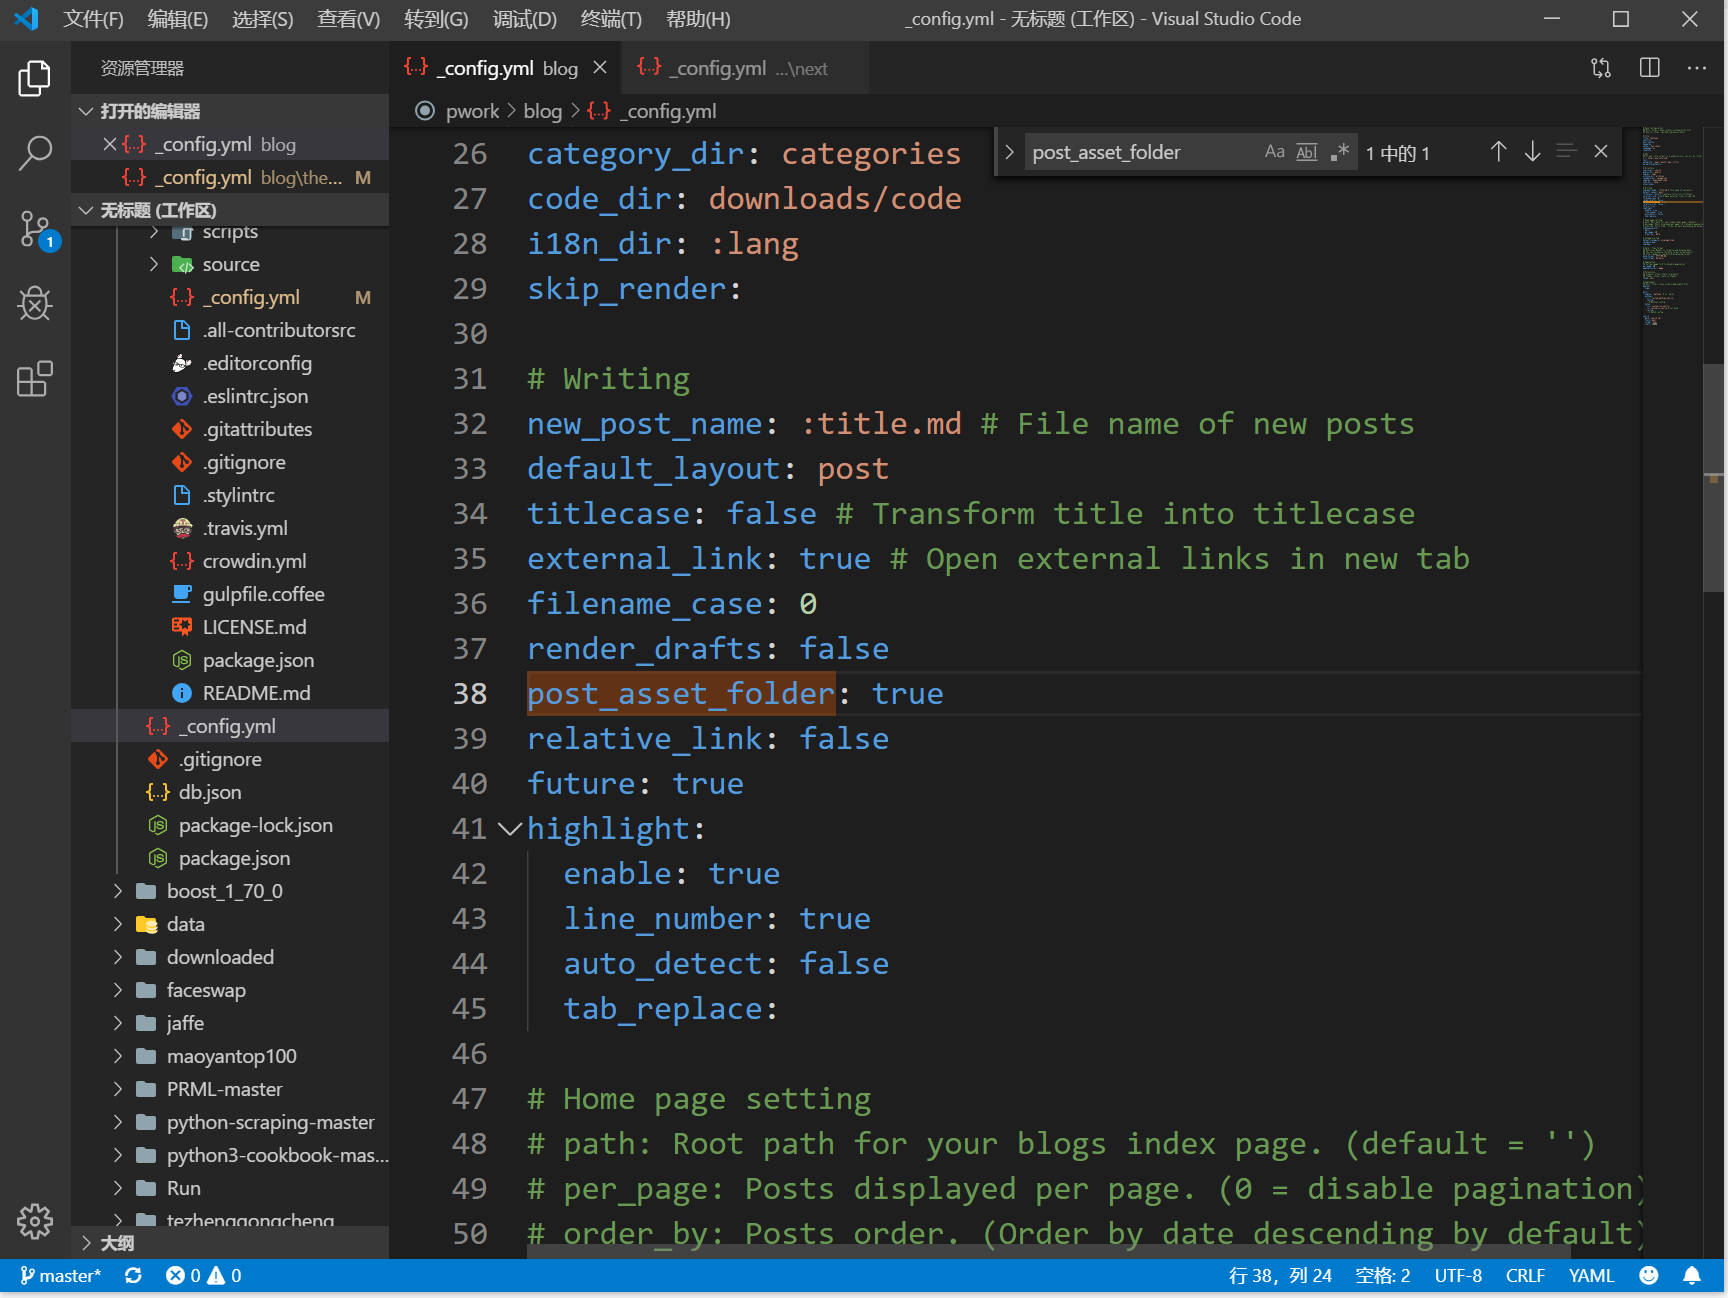 文件(F) 编辑(E) 选择(S) 查看(V) 转到(G) 调试(D) 终端(T) 帮助(H) _config.yml - 无标题 (工作区) - Visual Studio Code
资源管理器
打开的编辑器
_config.yml blog
_config.yml blog\the... M
无标题 (工作区)
scripts
source
_config.yml M
.all-contributorsrc
.editorconfig
.eslintrc.json
.gitattributes
.gitignore
.stylintrc
.travis.yml
crowdin.yml
gulpfile.coffee
LICENSE.md
package.json
README.md
_config.yml
.gitignore
db.json
package-lock.json
package.json
boost_1_70_0
data
downloaded
faceswap
jaffe
maoyantop100
PRML-master
python-scraping-master
python3-cookbook-mas...
Run
tezhenggongcheng
大纲
1
_config.yml blog
_config.yml ...\next
pwork > blog > {...} _config.yml
post_asset_folder Aa Abl .* 1 中的 1
26 category_dir: categories
27 code_dir: downloads/code
28 i18n_dir: :lang
29 skip_render:
30
31 # Writing
32 new_post_name: :title.md # File name of new posts
33 default_layout: post
34 titlecase: false # Transform title into titlecase
35 external_link: true # Open external links in new tab
36 filename_case: 0
37 render_drafts: false
38 post_asset_folder: true
39 relative_link: false
40 future: true
41 highlight:
42 enable: true
43 line_number: true
44 auto_detect: false
45 tab_replace:
46
47 # Home page setting
48 # path: Root path for your blogs index page. (default = '')
49 # per_page: Posts displayed per page. (0 = disable pagination)
50 # order_by: Posts order. (Order by date descending by default)
master* 0 0 行 38，列 24 空格: 2 UTF-8 CRLF YAML